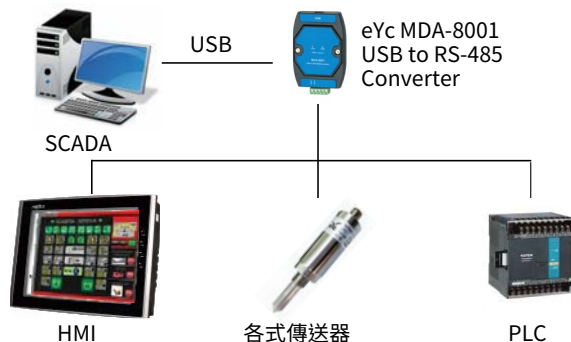 USB
eYc MDA-8001
USB to RS-485
Converter
SCADA
HMI
各式傳送器
PLC